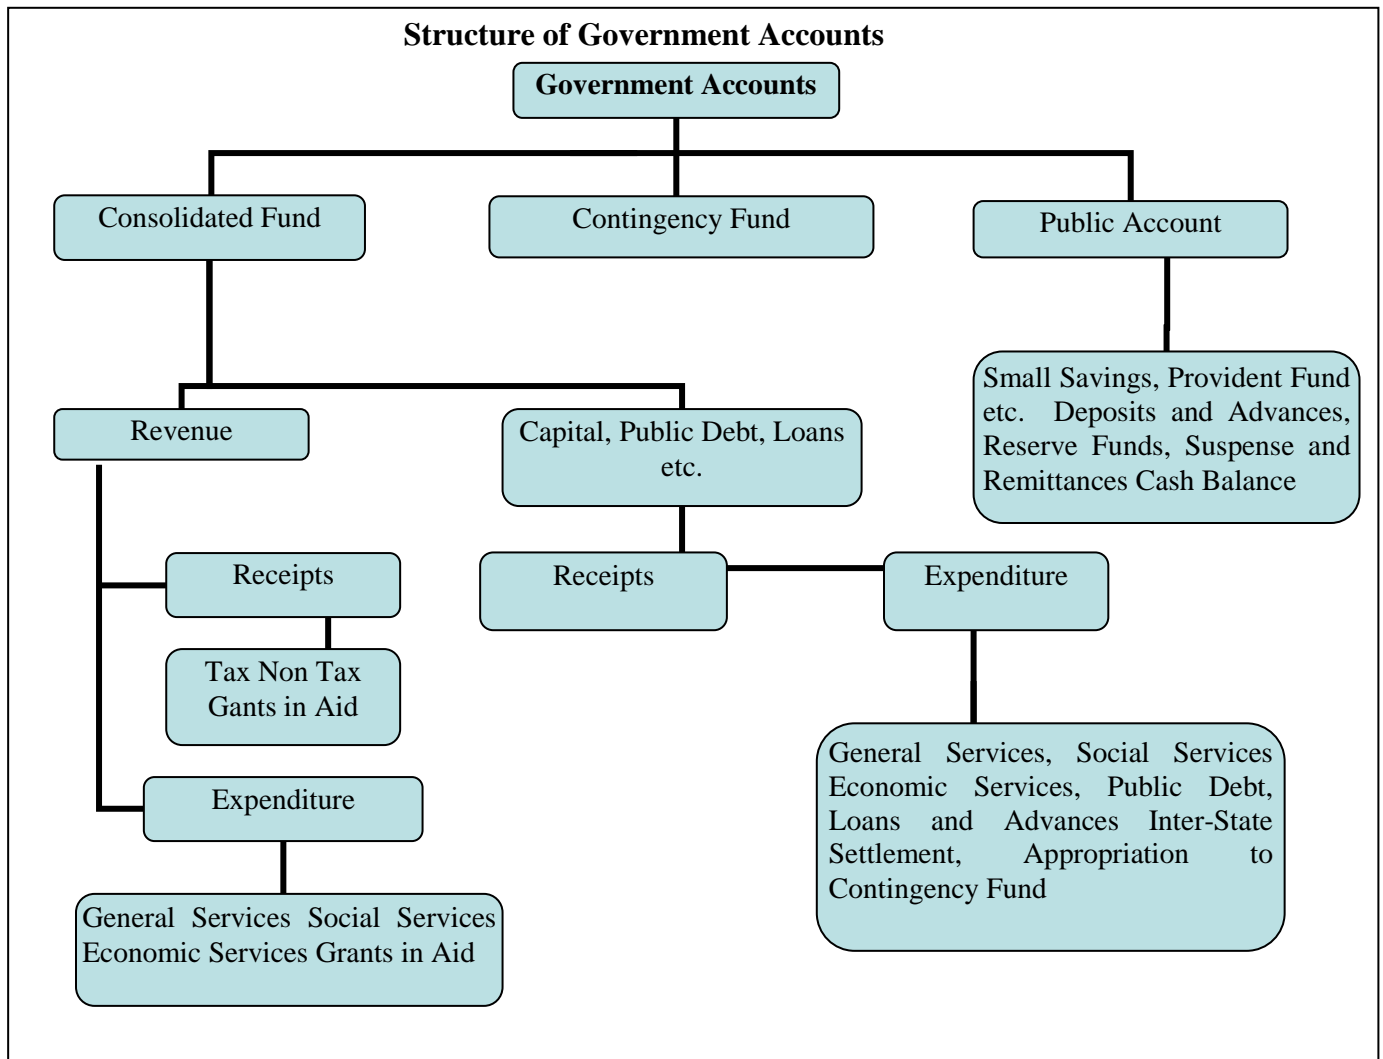 Structure of Government Accounts
Government Accounts
Consolidated Fund
Contingency Fund
Public Account
Small Savings, Provident Fund
etc. Deposits and Advances,
Reserve Funds, Suspense and
Remittances Cash Balance
Revenue
Capital, Public Debt, Loans
etc.
Receipts
Receipts
Expenditure
Tax Non Tax
Gants in Aid
General Services, Social Services
Economic Services, Public Debt,
Loans and Advances Inter-State
Settlement, Appropriation to
Contingency Fund
Expenditure
General Services Social Services
Economic Services Grants in Aid